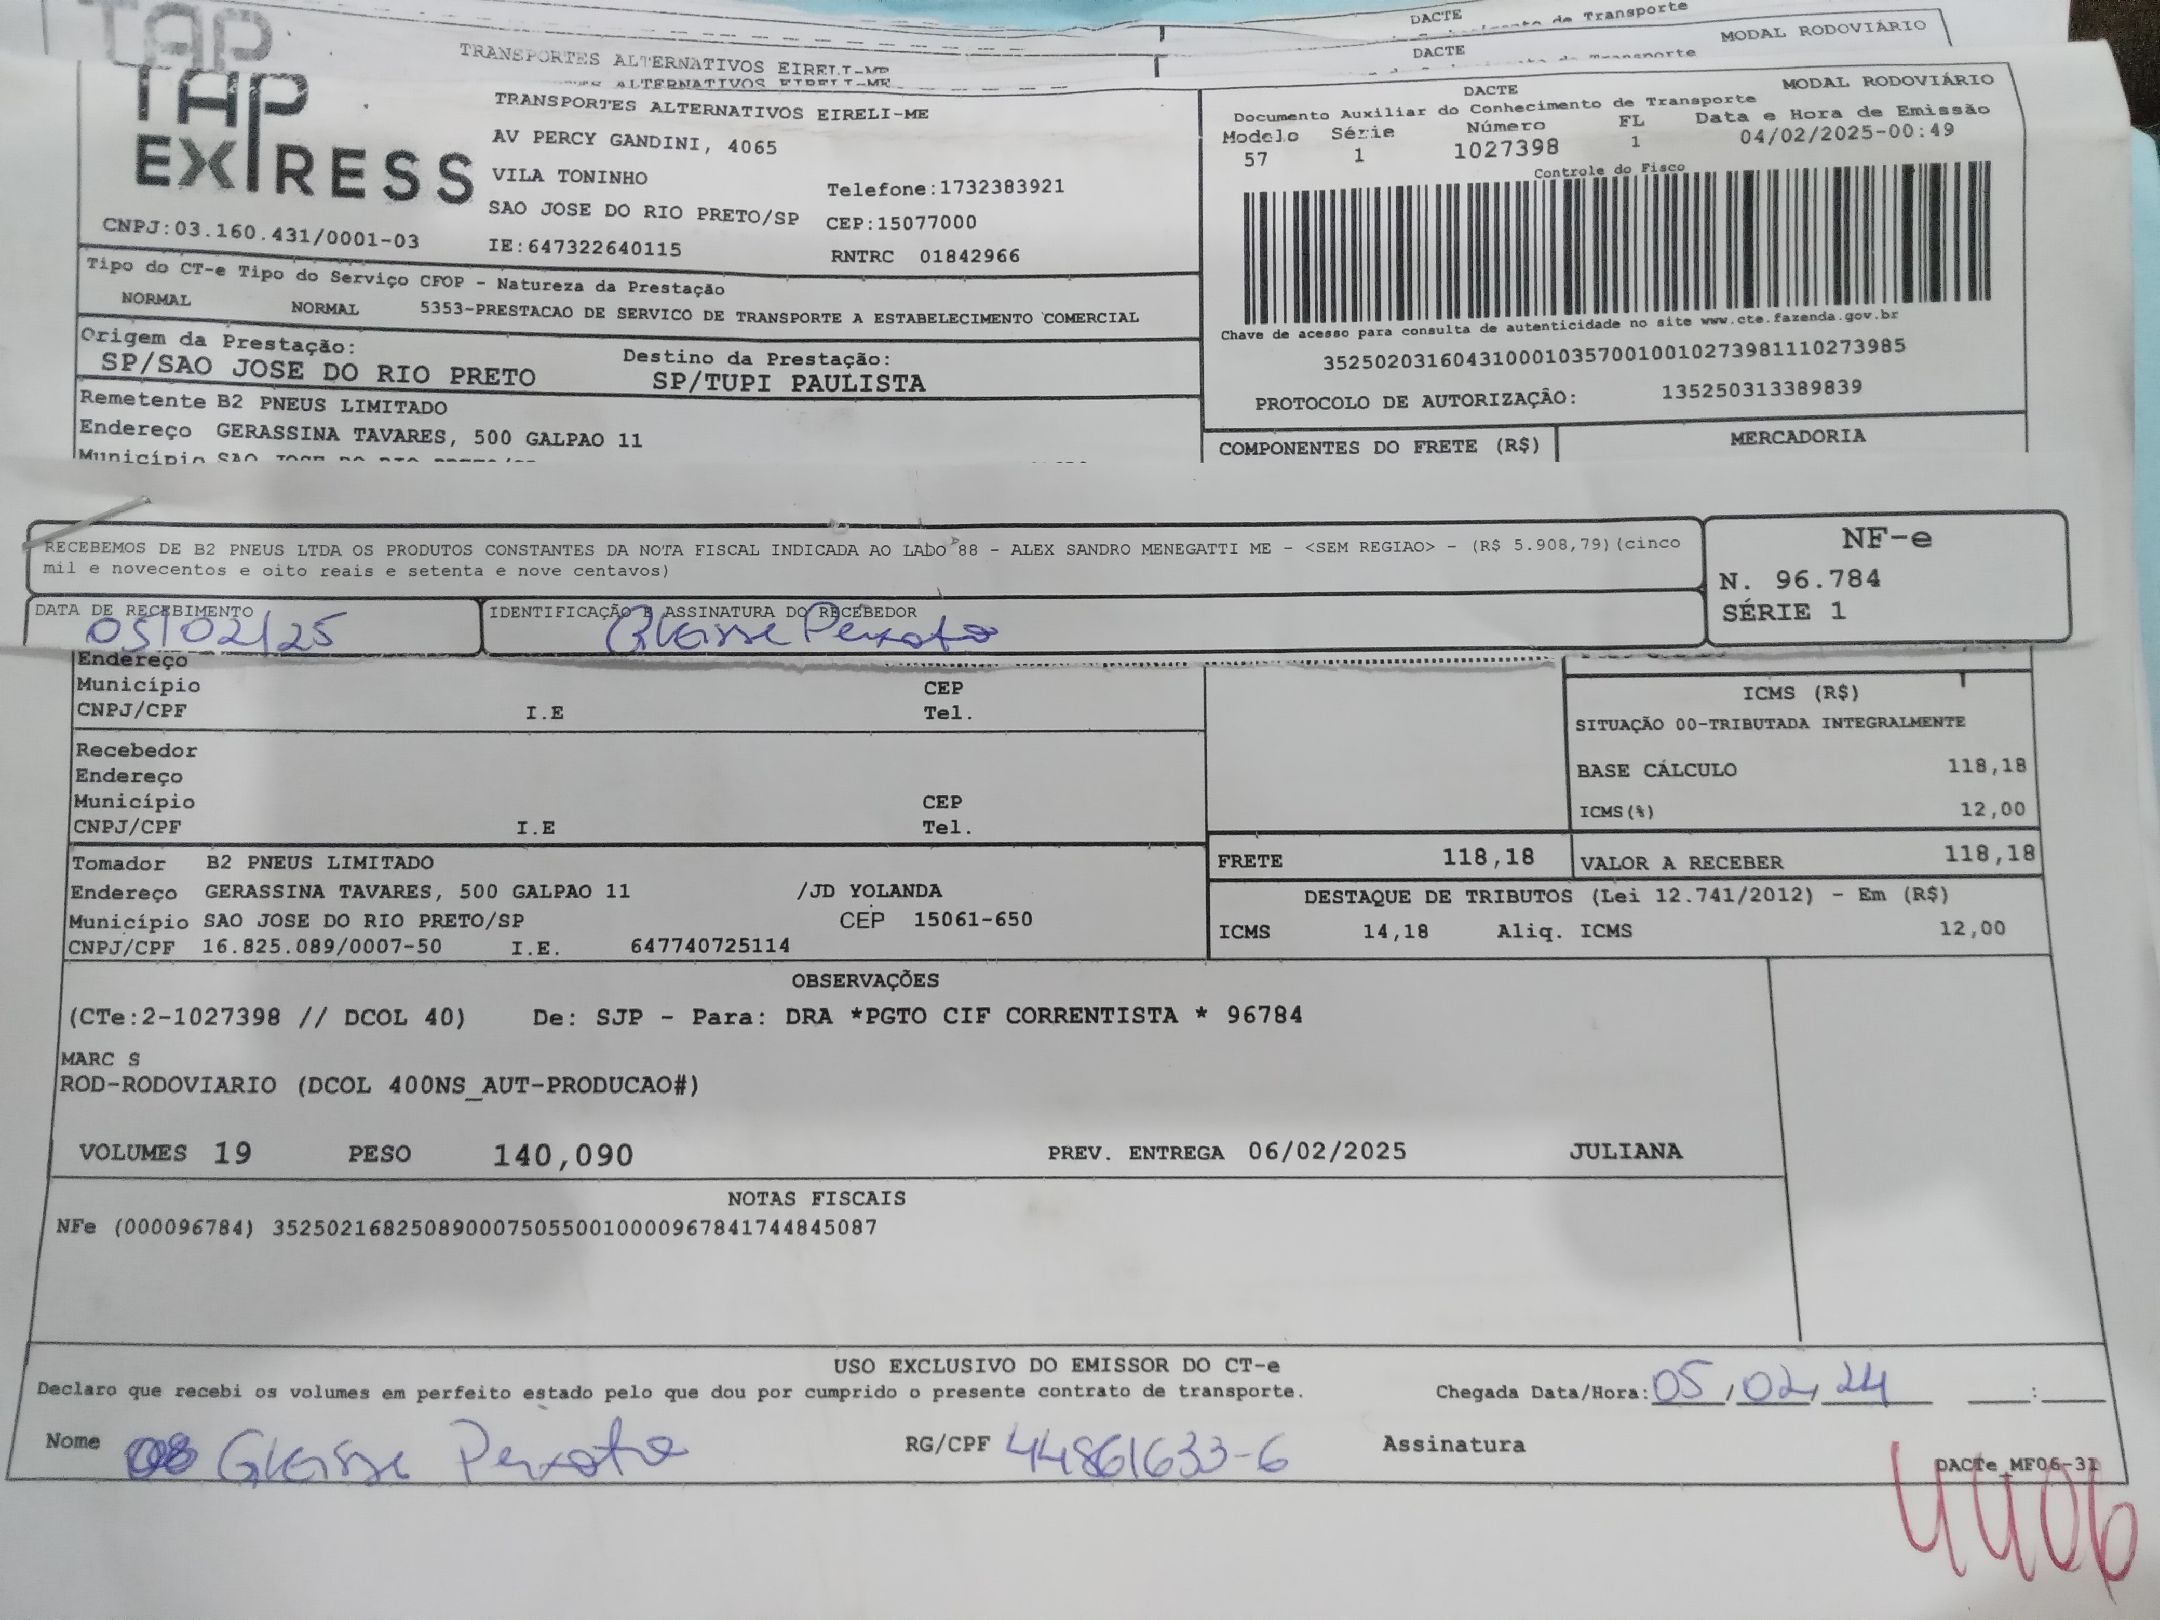 DACTE
MODAL RODOVIÁRIO
TRANSPORTES ALTERNATIVOS EIRELI-ME
DACTE
TAP
TAP EXPRESS
CNPJ:03.160.431/0001-03
TRANSPORTES ALTERNATIVOS EIRELI-ME
AV PERCY GANDINI, 4065
VILA TONINHO
Telefone:1732383921
SAO JOSE DO RIO PRETO/SP CEP:15077000
IE:647322640115 RNTRC 01842966
DACTE MODAL RODOVIÁRIO
Documento Auxiliar do Conhecimento de Transporte
Modelo Série Número FL Data e Hora de Emissão
57 1 1027398 1 04/02/2025-00:49
Controle do Fisco
Chave de acesso para consulta de autenticidade no site www.cte.fazenda.gov.br
35250203160431000103570010010273981110273985
PROTOCOLO DE AUTORIZAÇÃO: 135250313389839
Tipo do CT-e Tipo do Serviço CFOP - Natureza da Prestação
NORMAL NORMAL 5353-PRESTACAO DE SERVICO DE TRANSPORTE A ESTABELECIMENTO COMERCIAL
Origem da Prestação: Destino da Prestação:
SP/SAO JOSE DO RIO PRETO SP/TUPI PAULISTA
Remetente B2 PNEUS LIMITADO
Endereço GERASSINA TAVARES, 500 GALPAO 11
Município SAO JOSE DO RIO PRETO/SP
COMPONENTES DO FRETE (R$) MERCADORIA
RECEBEMOS DE B2 PNEUS LTDA OS PRODUTOS CONSTANTES DA NOTA FISCAL INDICADA AO LADO 88 - ALEX SANDRO MENEGATTI ME - <SEM REGIAO> - (R$ 5.908,79)(cinco
mil e novecentos e oito reais e setenta e nove centavos)
NF-e
N. 96.784
SÉRIE 1
DATA DE RECEBIMENTO
05/02/25
IDENTIFICAÇÃO E ASSINATURA DO RECEBEDOR
Endereço
Município CEP
CNPJ/CPF I.E Tel.
Recebedor
Endereço
Município CEP
CNPJ/CPF I.E Tel.
ICMS (R$)
SITUAÇÃO 00-TRIBUTADA INTEGRALMENTE
BASE CÁLCULO 118,18
ICMS(%) 12,00
Tomador B2 PNEUS LIMITADO
Endereço GERASSINA TAVARES, 500 GALPAO 11 /JD YOLANDA
Município SAO JOSE DO RIO PRETO/SP CEP 15061-650
CNPJ/CPF 16.825.089/0007-50 I.E. 647740725114
FRETE 118,18 VALOR A RECEBER 118,18
DESTAQUE DE TRIBUTOS (Lei 12.741/2012) - Em (R$)
ICMS 14,18 Aliq. ICMS 12,00
OBSERVAÇÕES
(CTe:2-1027398 // DCOL 40) De: SJP - Para: DRA *PGTO CIF CORRENTISTA * 96784
MARC S
ROD-RODOVIARIO (DCOL 400NS_AUT-PRODUCAO#)
VOLUMES 19 PESO 140,090 PREV. ENTREGA 06/02/2025 JULIANA
NOTAS FISCAIS
NFe (000096784) 35250216825089000750550010000967841744845087
USO EXCLUSIVO DO EMISSOR DO CT-e
Declaro que recebi os volumes em perfeito estado pelo que dou por cumprido o presente contrato de transporte. Chegada Data/Hora: 05/02/24 __:__
Nome RG/CPF 44861633-6 Assinatura
DACTe_MF06-31
4406